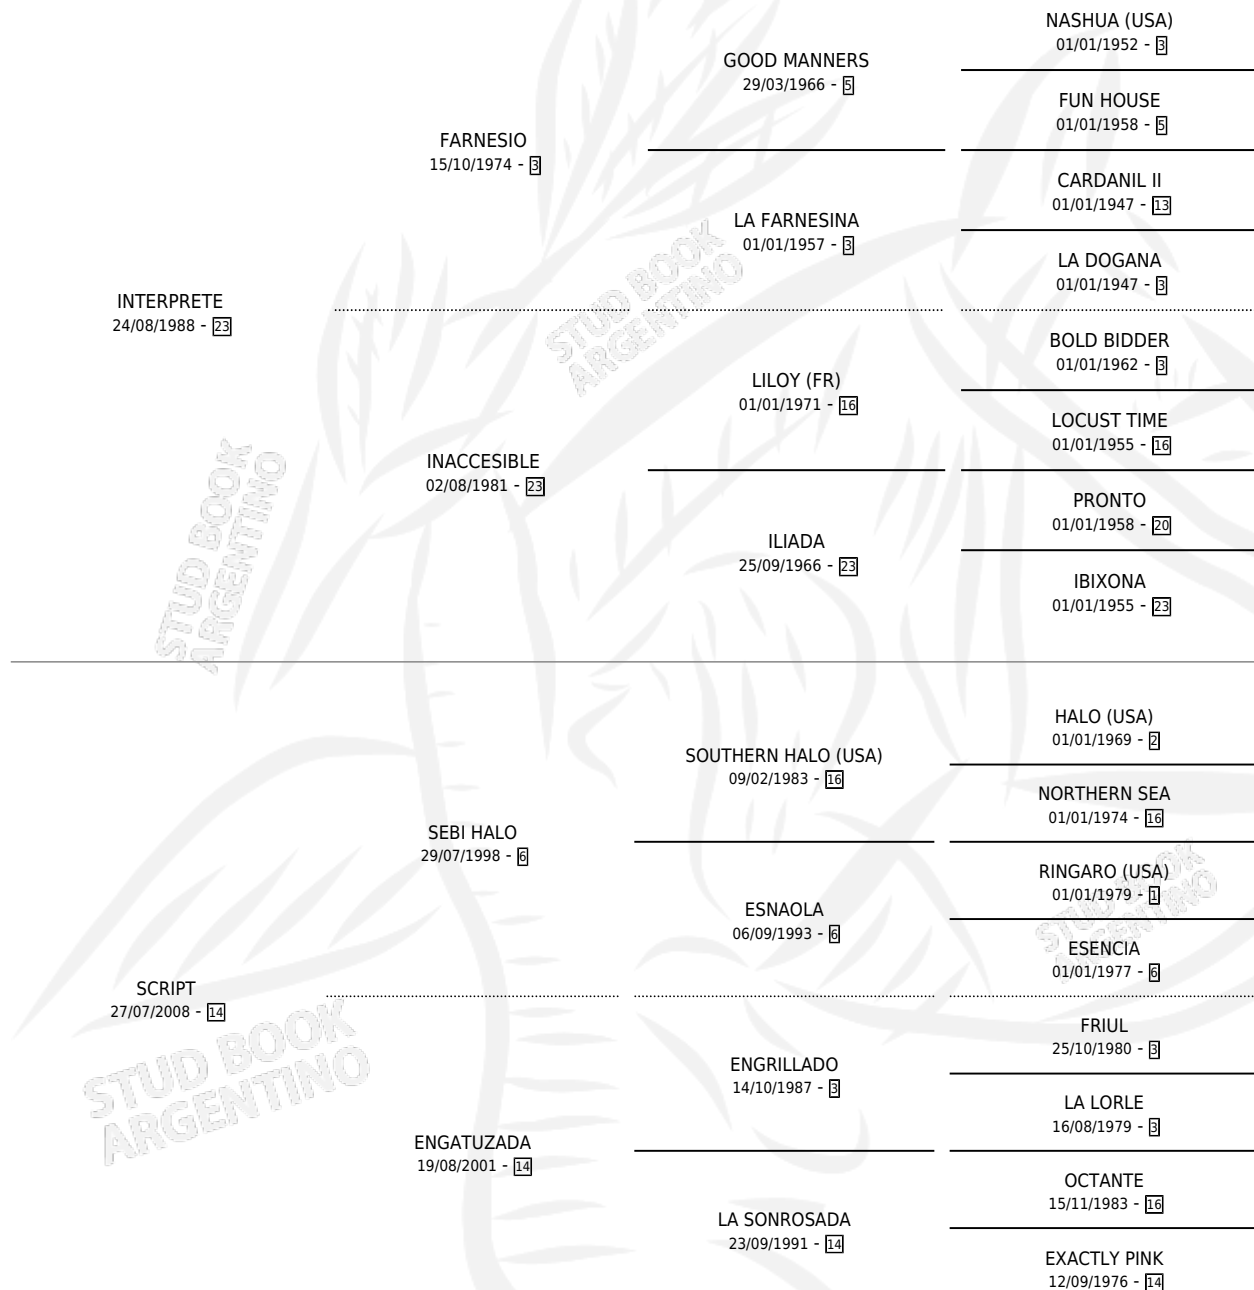 NASHUA (USA)
01/01/1952 - 3
GOOD MANNERS
29/03/1966 - 5
FUN HOUSE
01/01/1958 - 5
FARNESIO
15/10/1974 - 3
CARDANIL II
01/01/1947 - 13
LA FARNESINA
01/01/1957 - 3
LA DOGANA
01/01/1947 - 3
INTERPRETE
24/08/1988 - 23
BOLD BIDDER
01/01/1962 - 3
LILOY (FR)
01/01/1971 - 16
LOCUST TIME
01/01/1955 - 16
INACCESIBLE
02/08/1981 - 23
PRONTO
01/01/1958 - 20
ILIADA
25/09/1966 - 23
IBIXONA
01/01/1955 - 23
STUD BOOK
ARGENTINO
STUD BOOK
ARGENTINO
HALO (USA)
01/01/1969 - 2
SOUTHERN HALO (USA)
09/02/1983 - 16
NORTHERN SEA
01/01/1974 - 16
SEBI HALO
29/07/1998 - 6
RINGARO (USA)
01/01/1979 - 1
ESNAOLA
06/09/1993 - 6
ESENCIA
01/01/1977 - 6
STUD BOOK
ARGENTINO
SCRIPT
27/07/2008 - 14
FRIUL
25/10/1980 - 3
ENGRILLADO
14/10/1987 - 3
LA LORLE
16/08/1979 - 3
ENGATUZADA
19/08/2001 - 14
OCTANTE
15/11/1983 - 16
LA SONROSADA
23/09/1991 - 14
EXACTLY PINK
12/09/1976 - 14
STUD BOOK
ARGENTINO